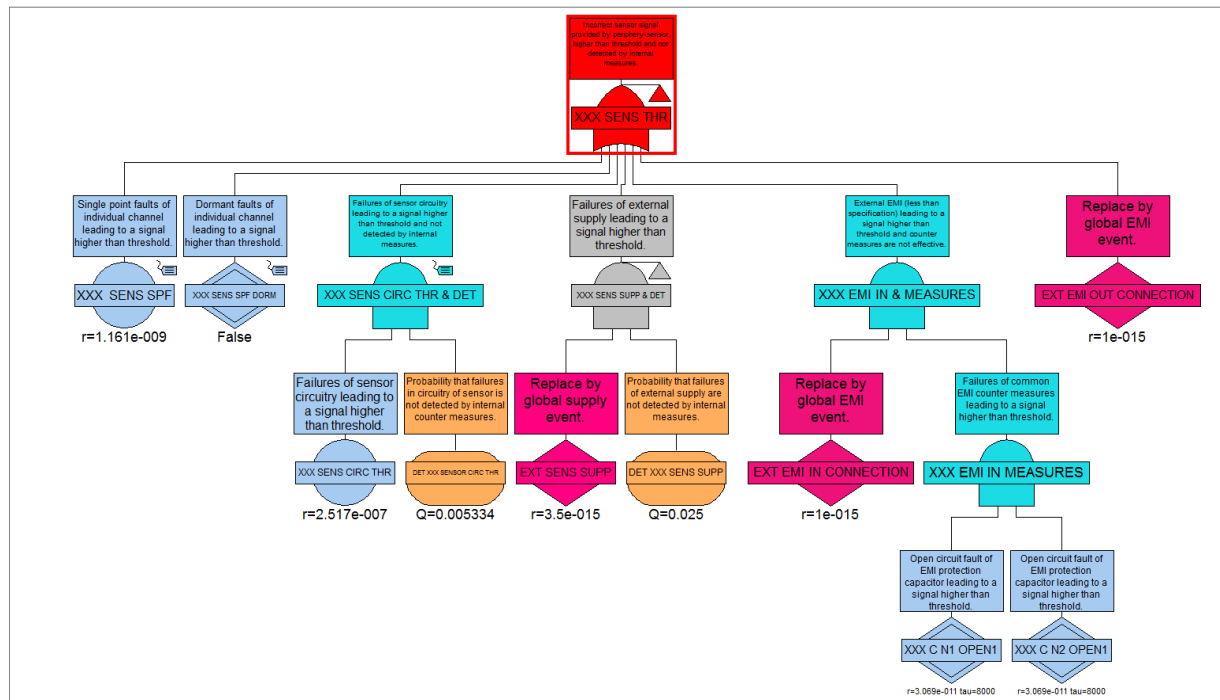 Incorrect sensor signal
provided by periphery-sensor,
higher than threshold and not
detected by internal
measures.
XXX SENS THR
Single point faults of
individual channel
leading to a signal
higher than threshold.
XXX SENS SPF
r=1.161e-009
Dormant faults of
individual channel
leading to a signal
higher than threshold.
XXX SENS SPF DORM
False
Failures of sensor circuitry
leading to a signal higher
than threshold and not
detected by internal
measures.
XXX SENS CIRC THR & DET
Failures of external
supply leading to a
signal higher than
threshold.
XXX SENS SUPP & DET
External EMI (less than
specification) leading to a
signal higher than
threshold and counter
measures are not effective.
XXX EMI IN & MEASURES
Replace by
global EMI
event.
EXT EMI OUT CONNECTION
r=1e-015
Failures of sensor
circuitry leading to
a signal higher
than threshold.
XXX SENS CIRC THR
r=2.517e-007
Probability that failures
in circuitry of sensor is
not detected by internal
counter measures.
DET XXX SENSOR CIRC THR
Q=0.005334
Replace by
global supply
event.
EXT SENS SUPP
r=3.5e-015
Probability that failures
of external supply are
not detected by internal
measures.
DET XXX SENS SUPP
Q=0.025
Replace by
global EMI
event.
EXT EMI IN CONNECTION
r=1e-015
Failures of common
EMI counter measures
leading to a signal
higher than threshold.
XXX EMI IN MEASURES
Open circuit fault of
EMI protection
capacitor leading to a
signal higher than
threshold.
XXX C N1 OPEN1
r=3.069e-011 tau=8000
Open circuit fault of
EMI protection
capacitor leading to a
signal higher than
threshold.
XXX C N2 OPEN1
r=3.069e-011 tau=8000